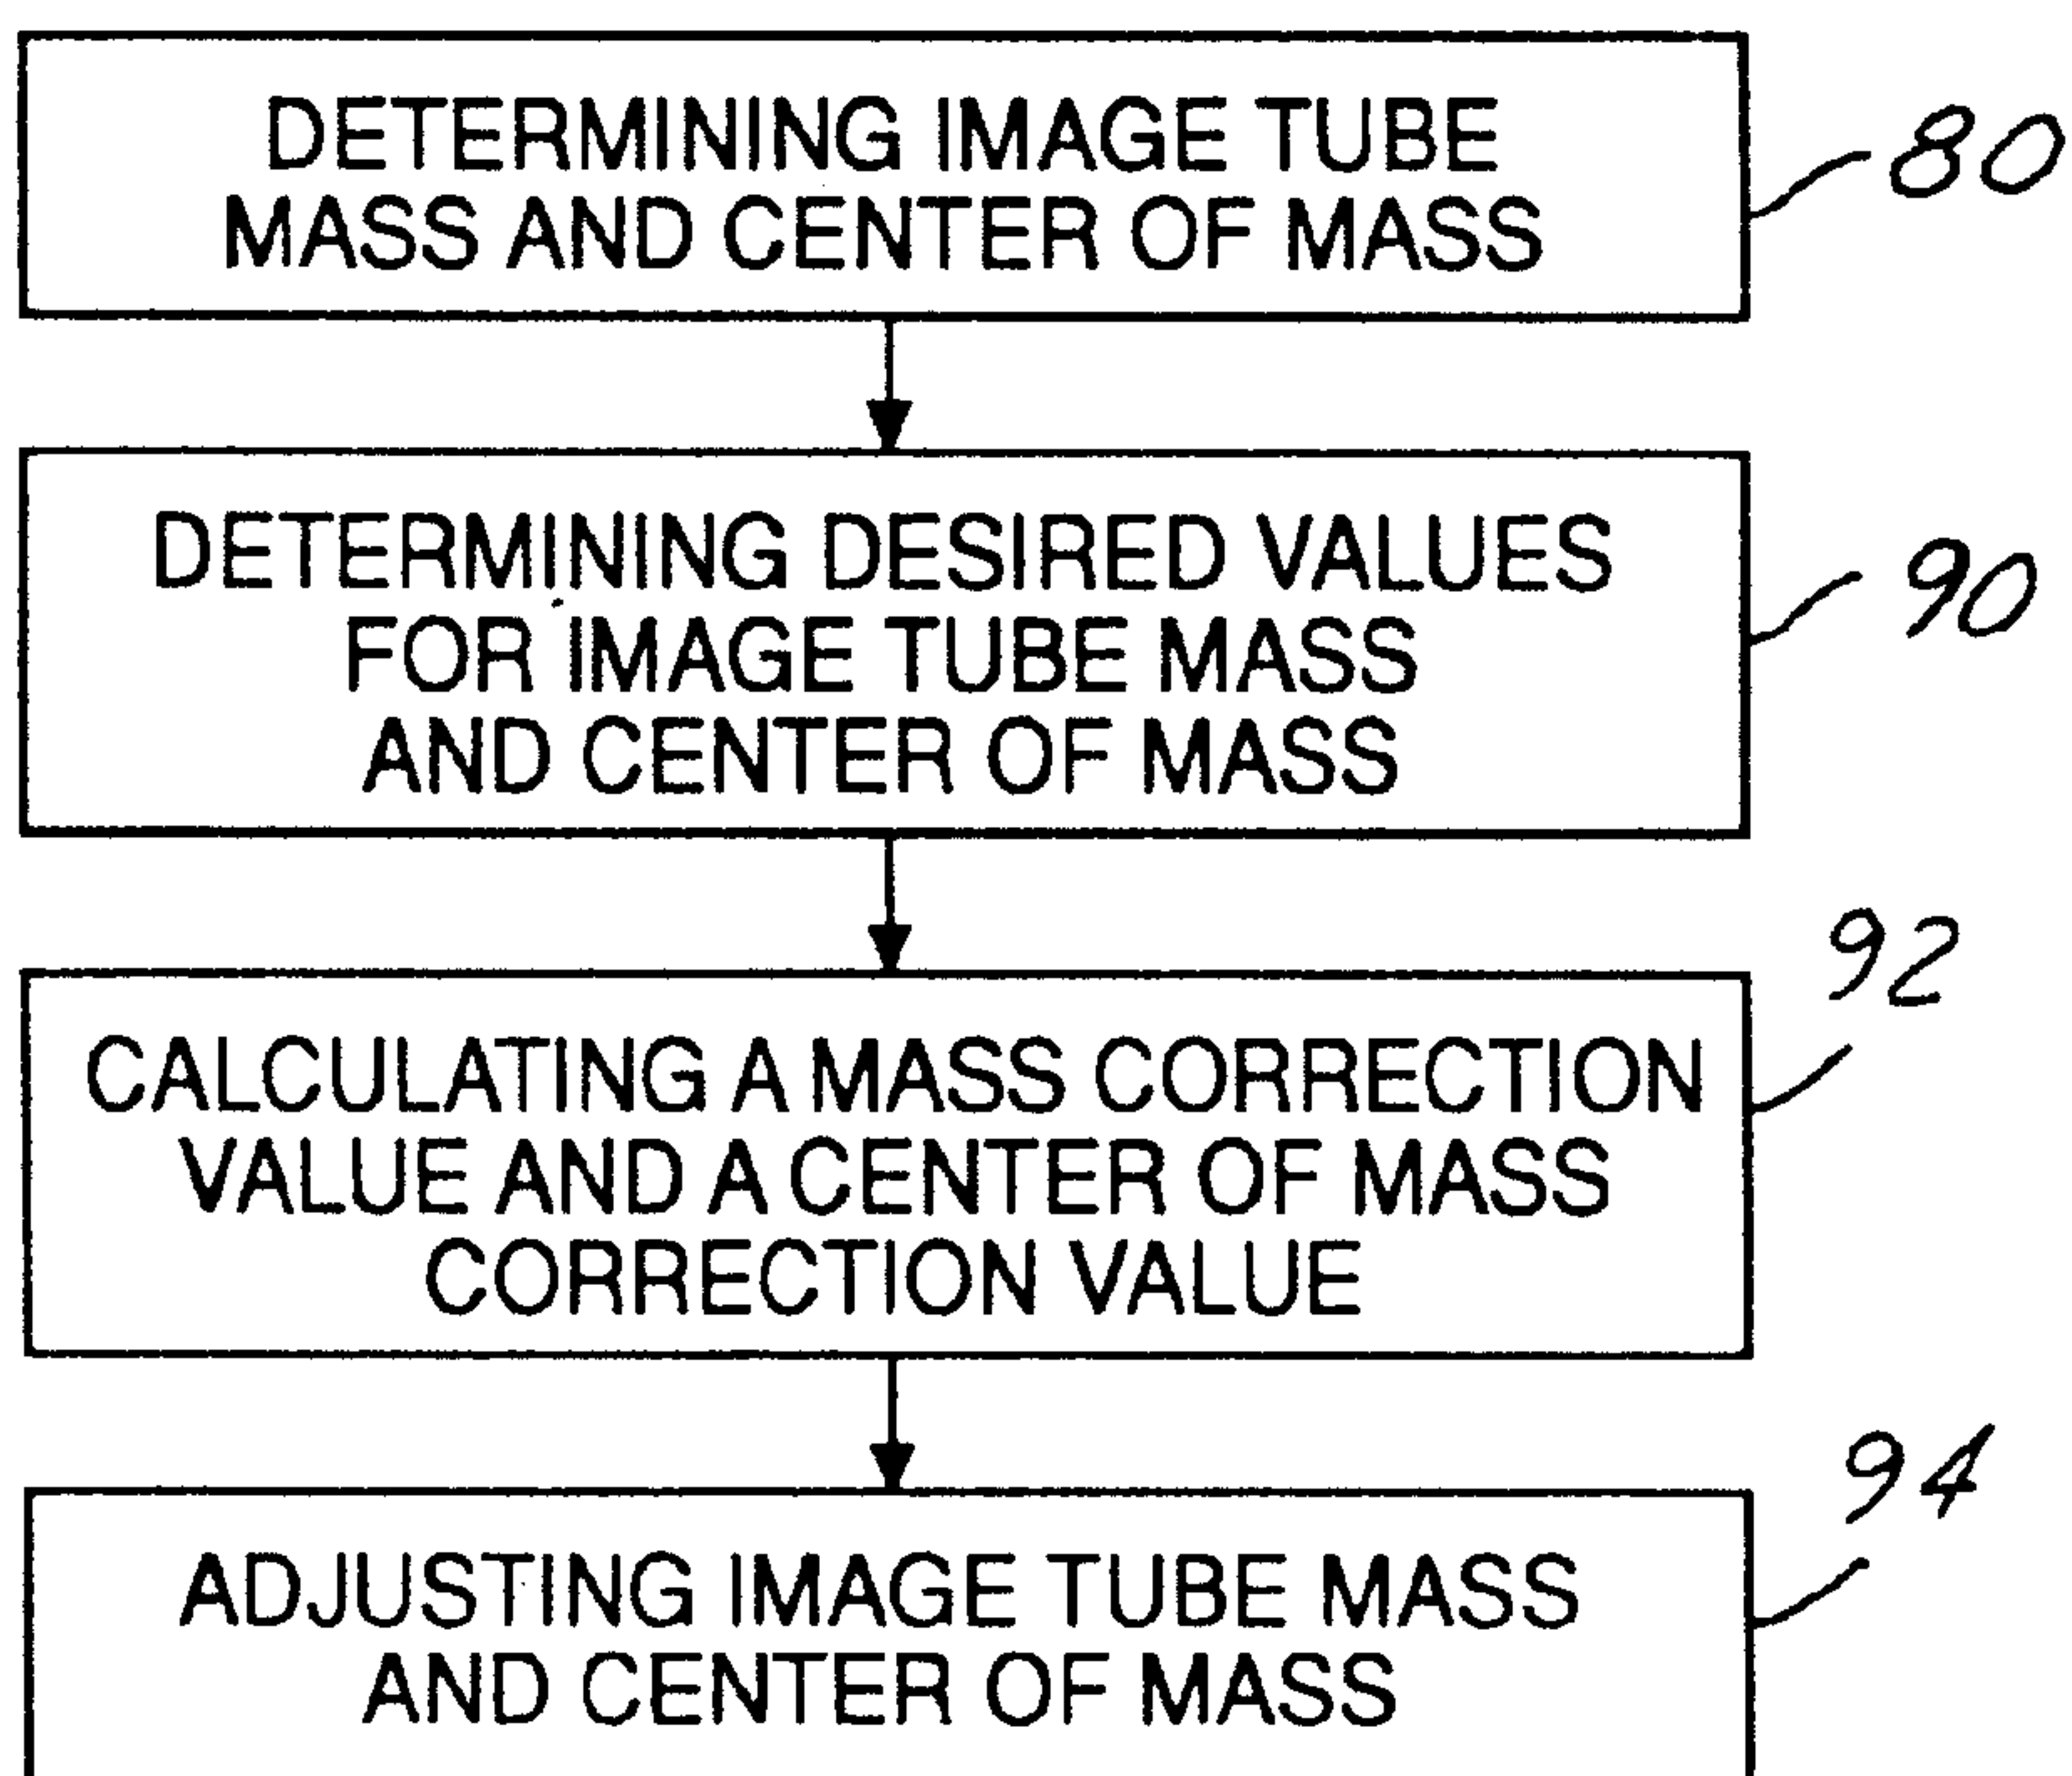 DETERMINING IMAGE TUBE
MASS AND CENTER OF MASS
80
DETERMINING DESIRED VALUES
FOR IMAGE TUBE MASS
AND CENTER OF MASS
90
92
CALCULATING A MASS CORRECTION
VALUE AND A CENTER OF MASS
CORRECTION VALUE
94
ADJUSTING IMAGE TUBE MASS
AND CENTER OF MASS